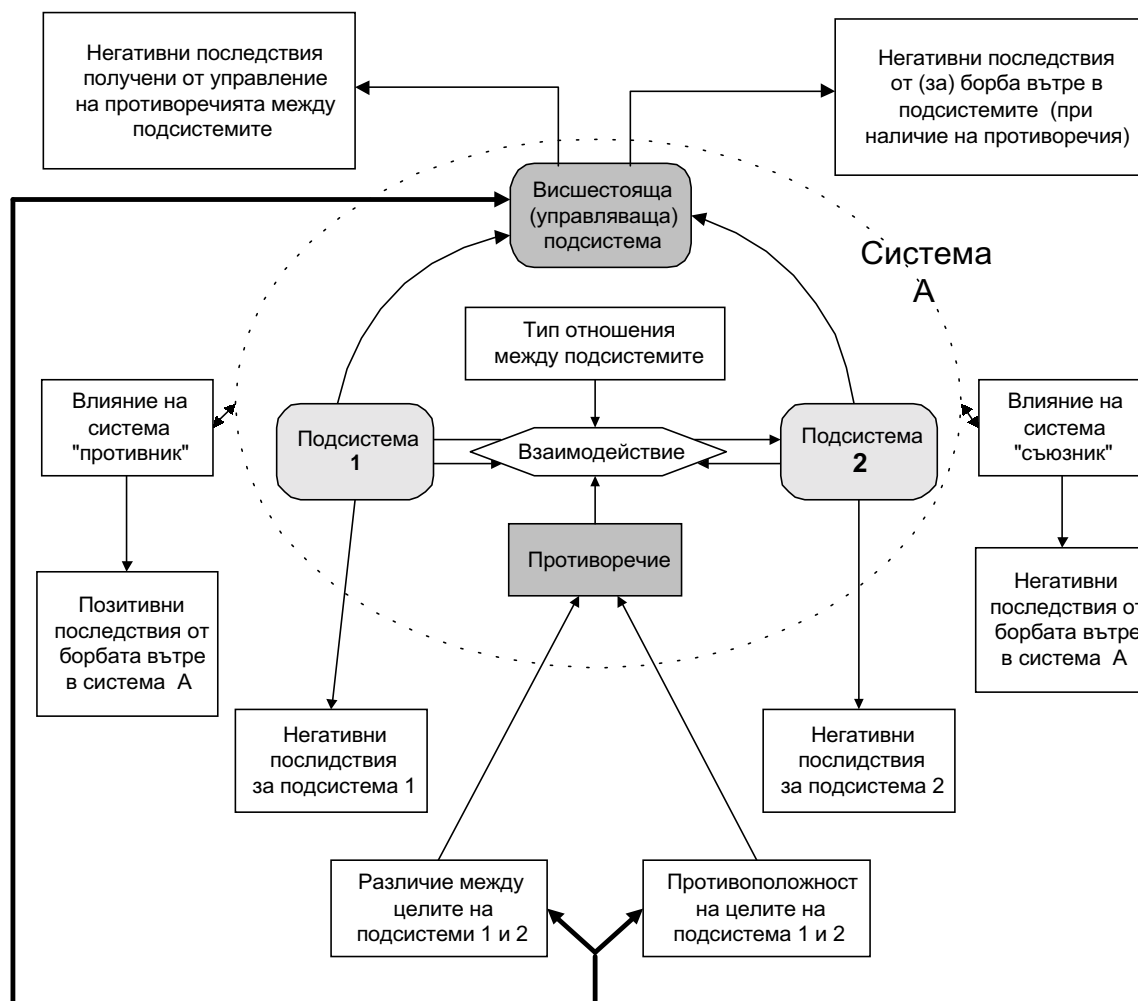 Негативни последствия
получени от управление
на противоречията между
подсистемите
Негативни последствия
от (за) борба вътре в
подсистемите (при
наличие на противоречия)
Висшестояща
(управляваща)
подсистема
Система
А
Тип отношения
между подсистемите
Влияние на
система
"противник"
Подсистема
1
Взаимодействие
Подсистема
2
Влияние на
система
"съюзник"
Противоречие
Позитивни
последствия от
борбата вътре
в система А
Негативни
последствия от
борбата вътре
в система А
Негативни
послидствия
за подсистема 1
Негативни
послидствия
за подсистема 2
Различие между
целите на
подсистеми 1 и 2
Противоположност
на целите на
подсистема 1 и 2